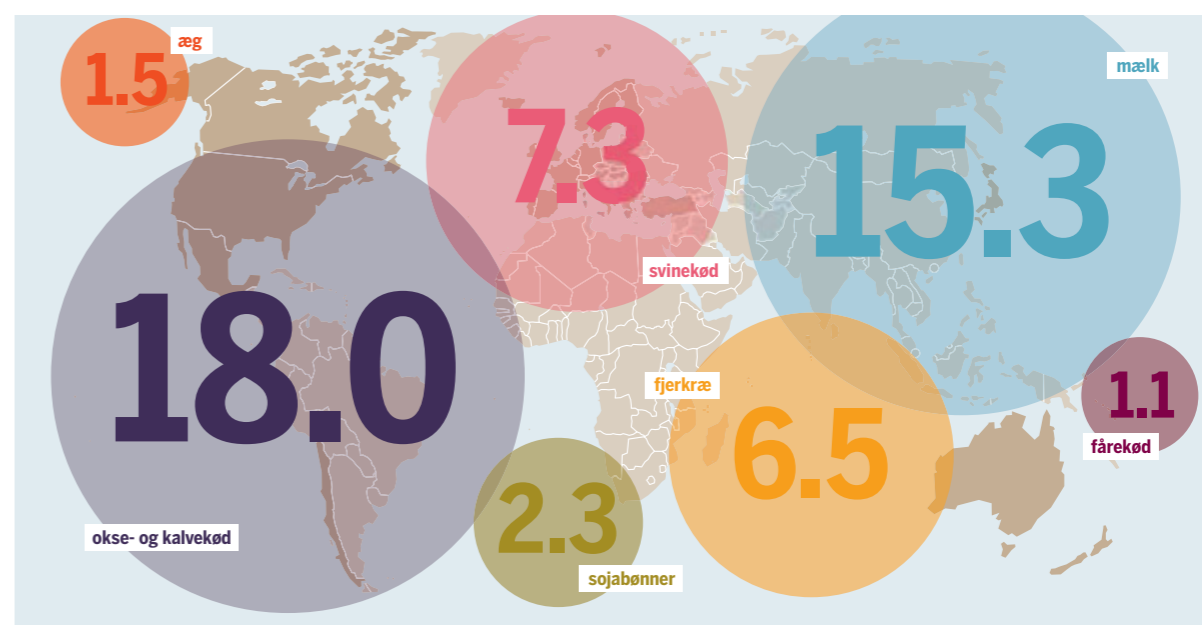 æg
1.5
7.3
svinekød
mælk
15.3
18.0
okse- og kalvekød
fjerkræ
6.5
1.1
fårekød
2.3
sojabønner